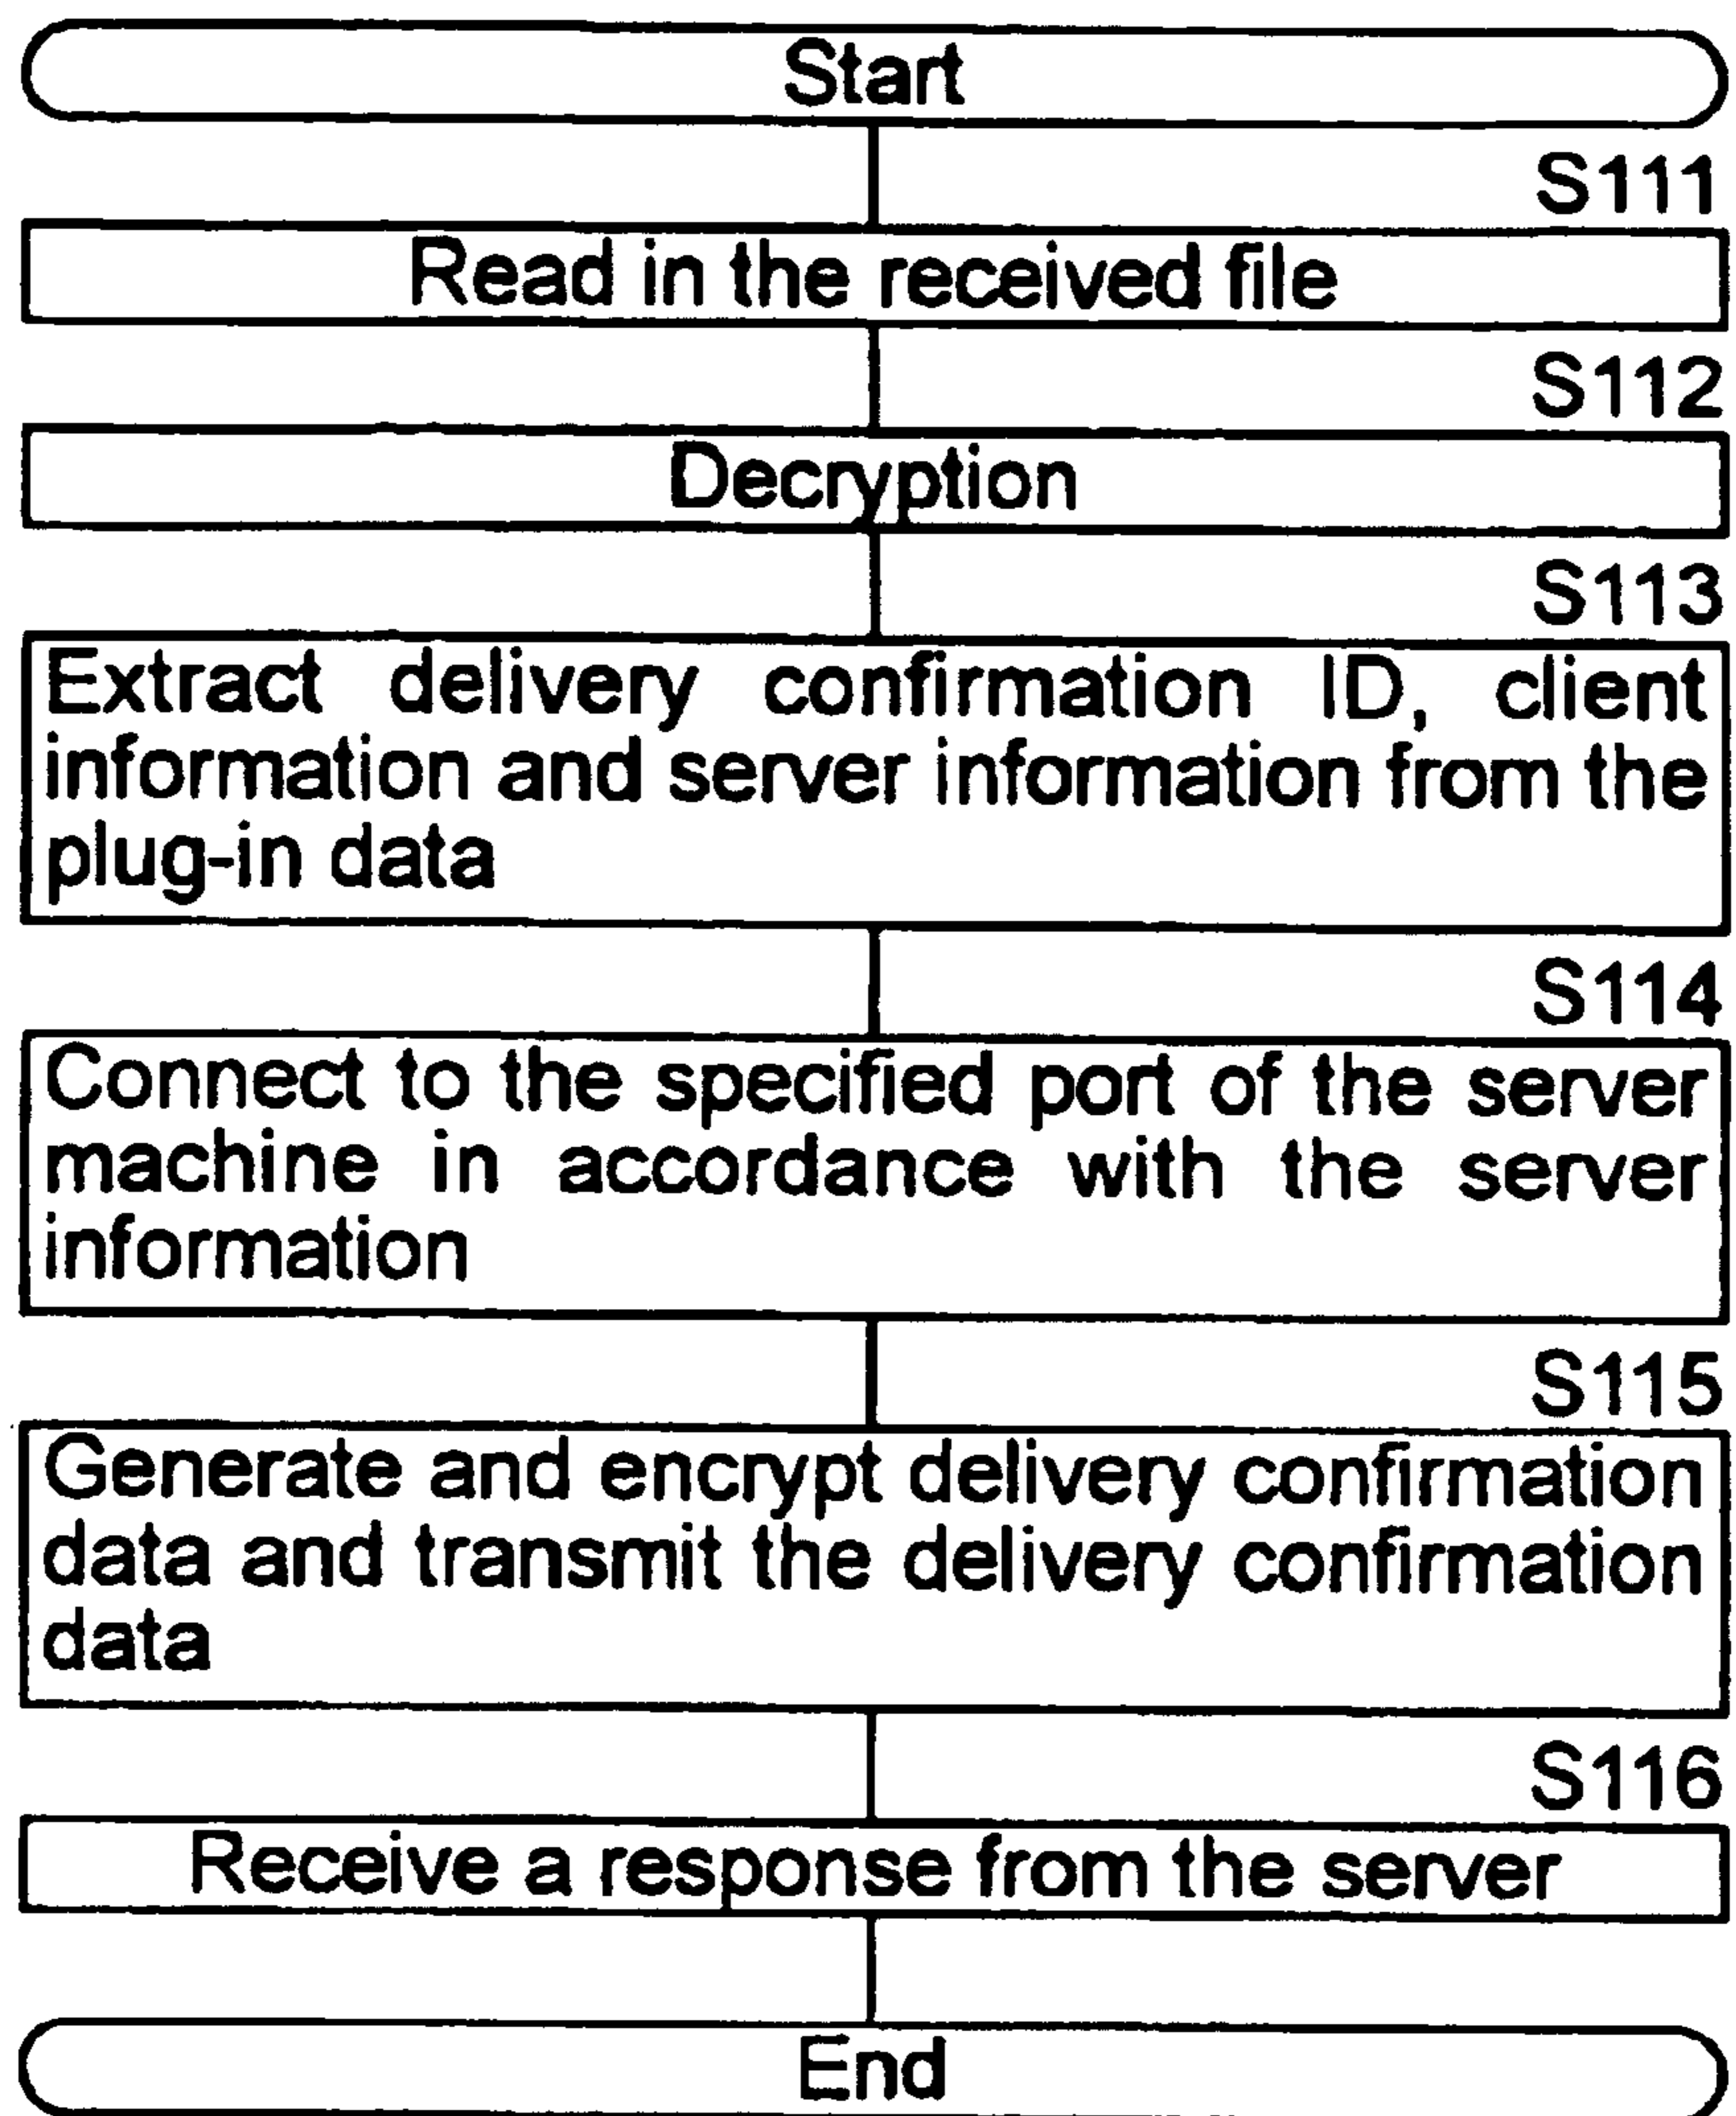 Start
S111
Read in the received file
S112
Decryption
S113
Extract delivery confirmation ID, client
information and server information from the
plug-in data
S114
Connect to the specified port of the server
machine in accordance with the server
information
S115
Generate and encrypt delivery confirmation
data and transmit the delivery confirmation
data
S116
Receive a response from the server
End